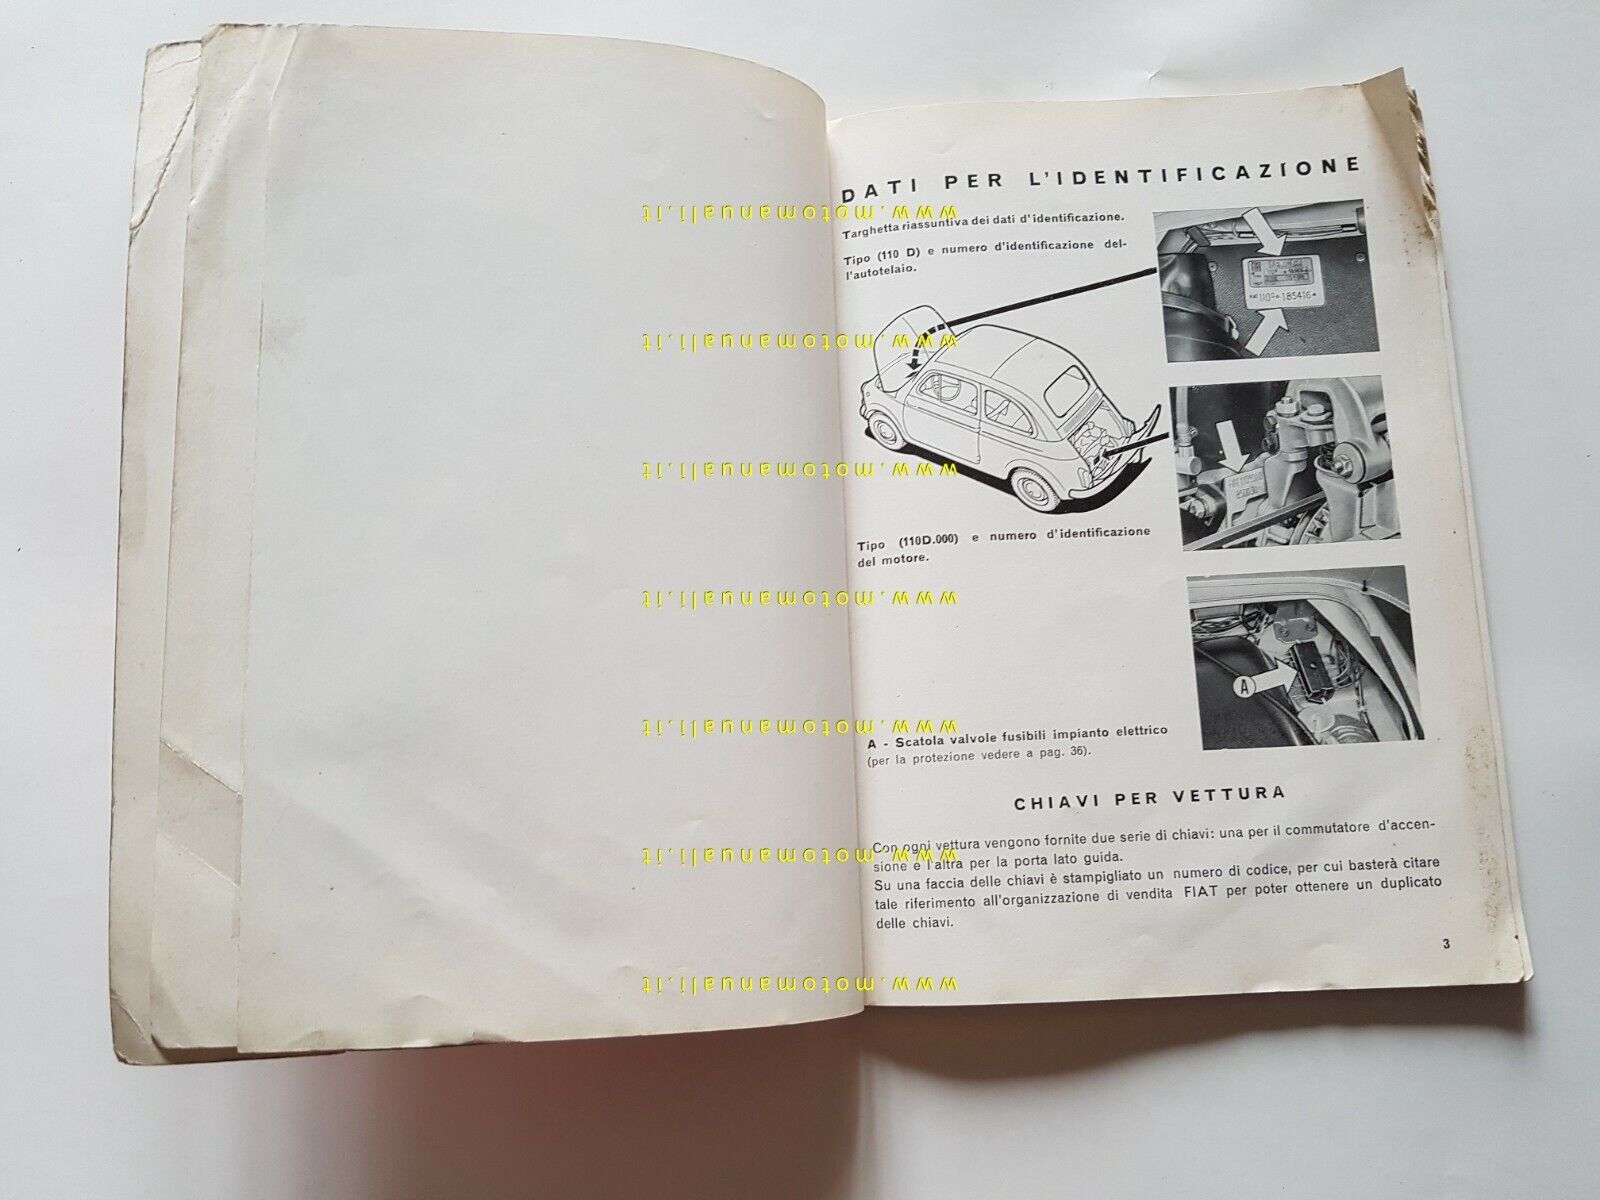 DATI PER L'IDENTIFICAZIONE
Targhetta riassuntiva dei dati d'identificazione.
Tipo (110 D) e numero d'identificazione del-
l'autotelaio.
FIAT 110D * 185416 *
Tipo (110D.000) e numero d'identificazione
del motore.
A
A - Scatola valvole fusibili impianto elettrico
(per la protezione vedere a pag. 36).
CHIAVI PER VETTURA
Con ogni vettura vengono fornite due serie di chiavi: una per il commutatore d'accen-
sione e l'altra per la porta lato guida.
Su una faccia delle chiavi è stampigliato un numero di codice, per cui basterà citare
tale riferimento all'organizzazione di vendita FIAT per poter ottenere un duplicato
delle chiavi.
3
www.motomanuali.it
www.motomanuali.it
www.motomanuali.it
www.motomanuali.it
www.motomanuali.it
www.motomanuali.it
www.motomanuali.it